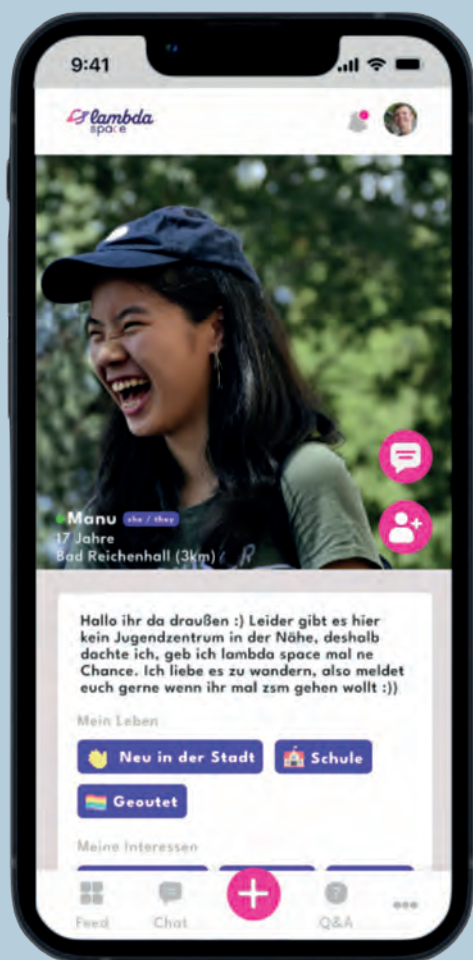 9:41
lambda
space
Manu she / they
17 Jahre
Bad Reichenhall (3km)
Hallo ihr da draußen :) Leider gibt es hier
kein Jugendzentrum in der Nähe, deshalb
dachte ich, geb ich lambda space mal ne
Chance. Ich liebe es zu wandern, also meldet
euch gerne wenn ihr mal zsm gehen wollt :))
Mein Leben
Neu in der Stadt
Schule
Geoutet
Meine Interessen
Feed
Chat
Q&A